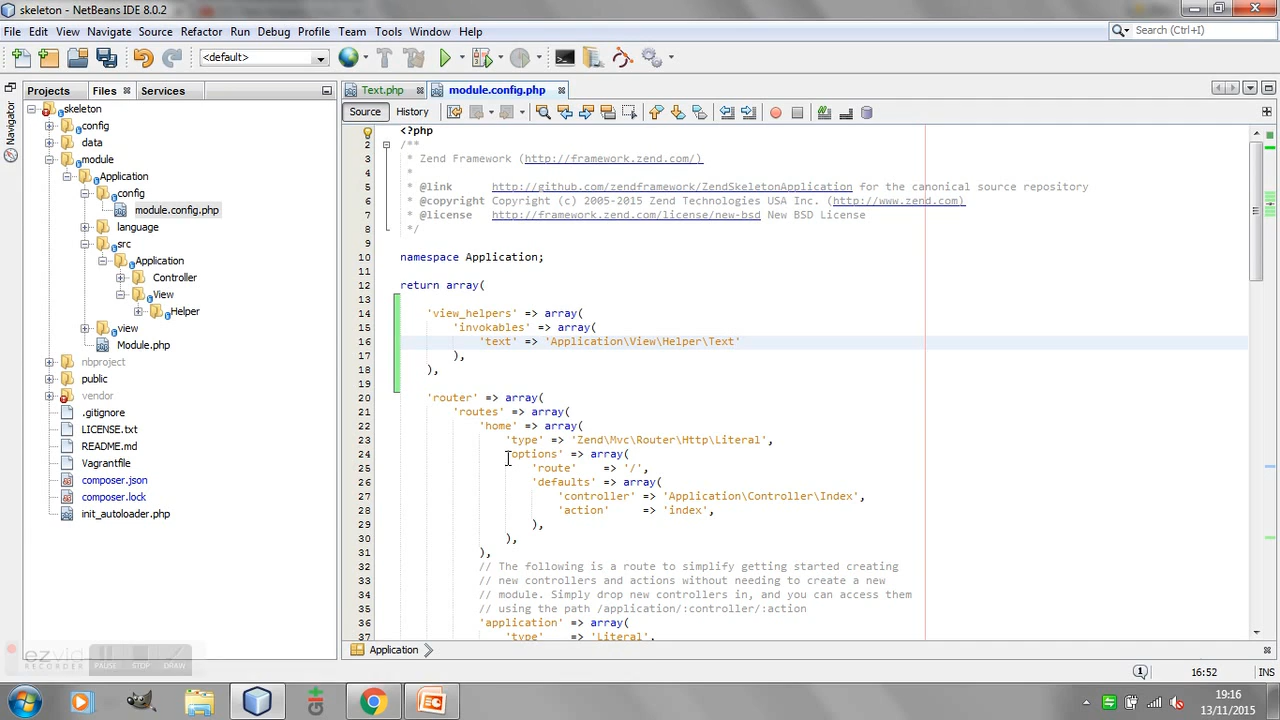 skeleton - NetBeans IDE 8.0.2
File Edit View Navigate Source Refactor Run Debug Profile Team Tools Window Help
Search (Ctrl+I)
<default>
Projects Files Services
Text.php module.config.php
Navigator
Source History
skeleton
config
data
module
Application
config
module.config.php
language
src
Application
Controller
View
Helper
view
Module.php
nbproject
public
vendor
.gitignore
LICENSE.txt
README.md
Vagrantfile
composer.json
composer.lock
init_autoloader.php
<?php
2 /**
3 * Zend Framework (http://framework.zend.com/)
4 *
5 * @link http://github.com/zendframework/ZendSkeletonApplication for the canonical source repository
6 * @copyright Copyright (c) 2005-2015 Zend Technologies USA Inc. (http://www.zend.com)
7 * @license http://framework.zend.com/license/new-bsd New BSD License
8 */
9
10 namespace Application;
11
12 return array(
13
14 'view_helpers' => array(
15 'invokables' => array(
16 'text' => 'Application\View\Helper\Text'
17 ),
18 ),
19
20 'router' => array(
21 'routes' => array(
22 'home' => array(
23 'type' => 'Zend\Mvc\Router\Http\Literal',
24 'options' => array(
25 'route' => '/',
26 'defaults' => array(
27 'controller' => 'Application\Controller\Index',
28 'action' => 'index',
29 ),
30 ),
31 ),
32 // The following is a route to simplify getting started creating
33 // new controllers and actions without needing to create a new
34 // module. Simply drop new controllers in, and you can access them
35 // using the path /application/:controller/:action
36 'application' => array(
37 'type' => 'Literal',
Application
ezvid
RECORDER
PAUSE STOP DRAW
1 16:52 INS
19:16
13/11/2015